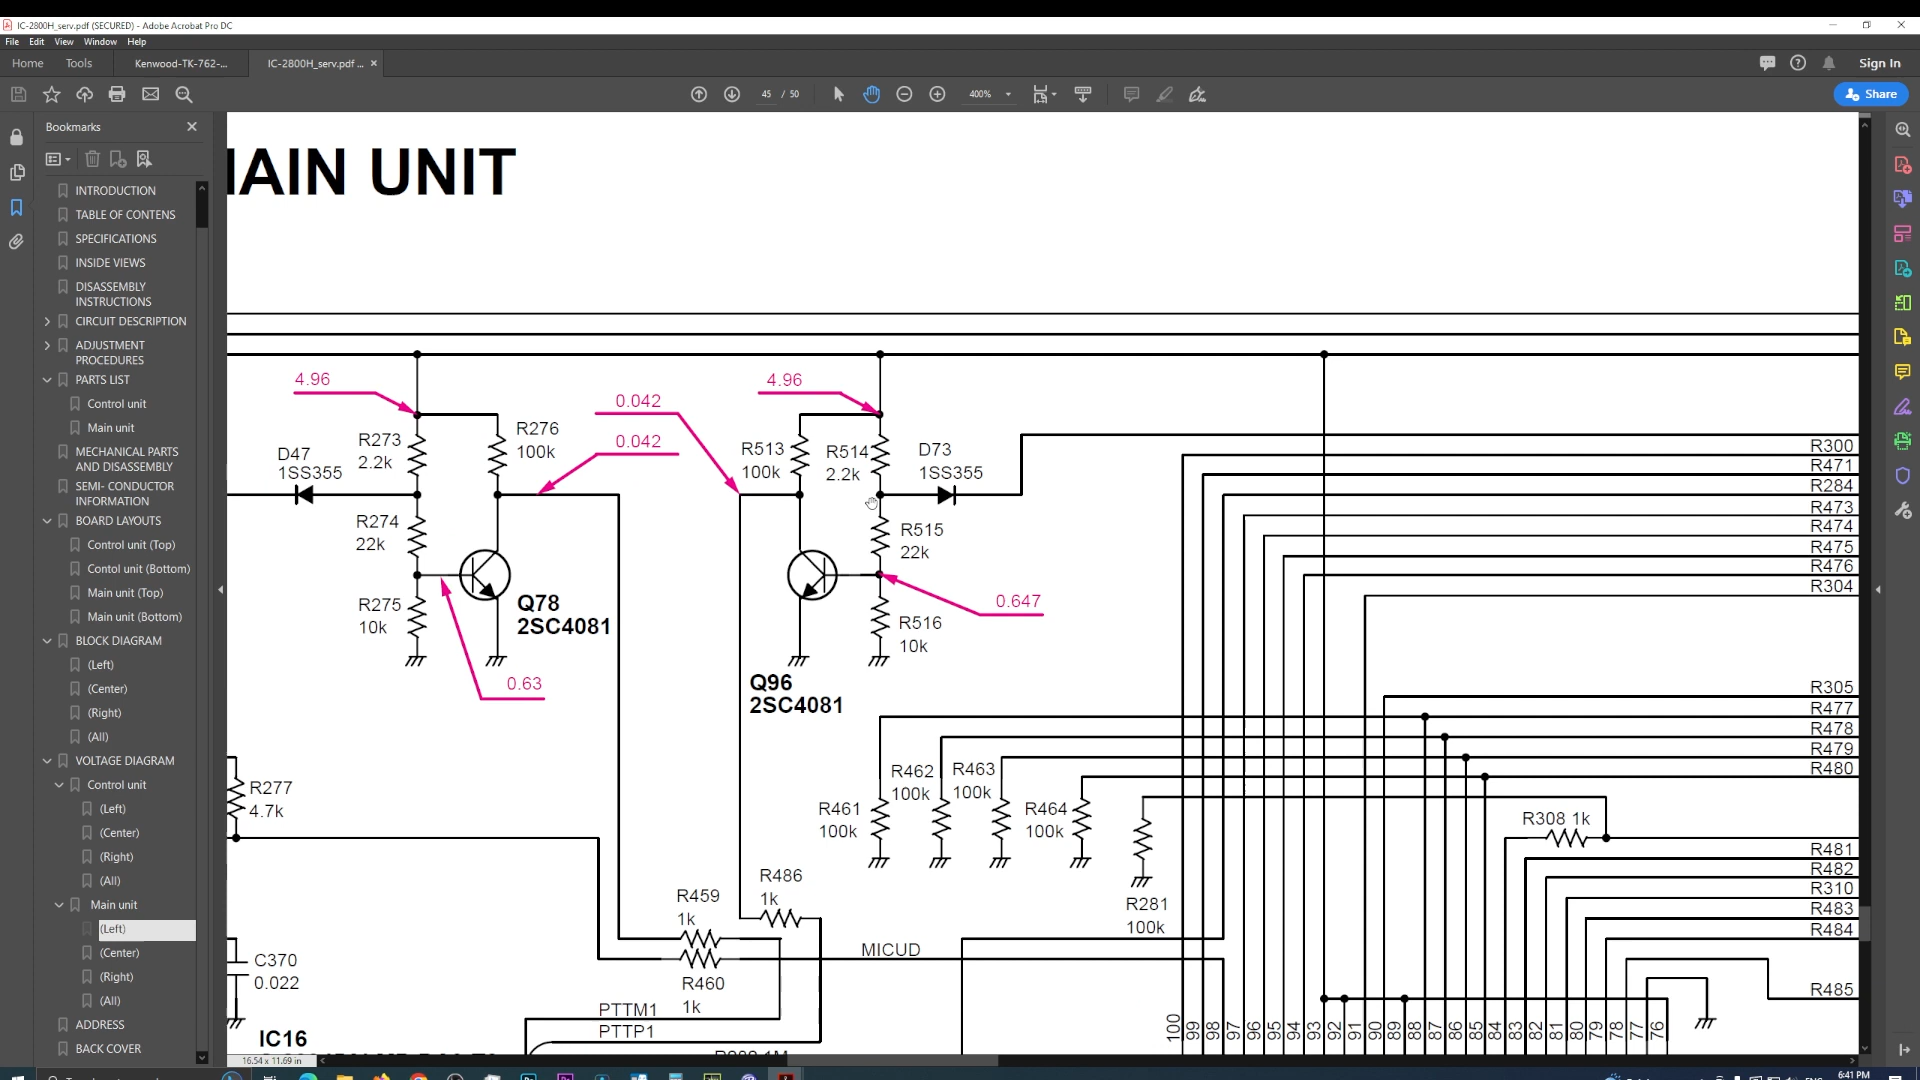 IC-2800H_serv.pdf (SECURED) - Adobe Acrobat Pro DC
File Edit View Window Help
Home Tools Kenwood-TK-762-... IC-2800H_serv.pdf ... ×
Sign In
45 / 50 400%
Share
Bookmarks
INTRODUCTION
TABLE OF CONTENS
SPECIFICATIONS
INSIDE VIEWS
DISASSEMBLY
INSTRUCTIONS
CIRCUIT DESCRIPTION
ADJUSTMENT
PROCEDURES
PARTS LIST
Control unit
Main unit
MECHANICAL PARTS
AND DISASSEMBLY
SEMI- CONDUCTOR
INFORMATION
BOARD LAYOUTS
Control unit (Top)
Contol unit (Bottom)
Main unit (Top)
Main unit (Bottom)
BLOCK DIAGRAM
(Left)
(Center)
(Right)
(All)
VOLTAGE DIAGRAM
Control unit
(Left)
(Center)
(Right)
(All)
Main unit
(Left)
(Center)
(Right)
(All)
ADDRESS
BACK COVER
MAIN UNIT
4.96
0.042
4.96
0.042
D47
1SS355
R273
2.2k
R276
100k
R513
100k
R514
2.2k
D73
1SS355
R274
22k
R515
22k
R275
10k
Q78
2SC4081
0.647
R516
10k
0.63
Q96
2SC4081
R300
R471
R284
R473
R474
R475
R476
R304
R305
R477
R478
R479
R480
R277
4.7k
R461
100k
R462
100k
R463
100k
R464
100k
R281
100k
R308 1k
R481
R482
R310
R483
R484
R485
R486
1k
R459
1k
R460
1k
MICUD
C370
0.022
PTTM1
PTTP1
IC16
100 99 98 97 96 95 94 93 92 91 90 89 88 87 86 85 84 83 82 81 80 79 78 77 76
16.54 x 11.69 in
6:41 PM